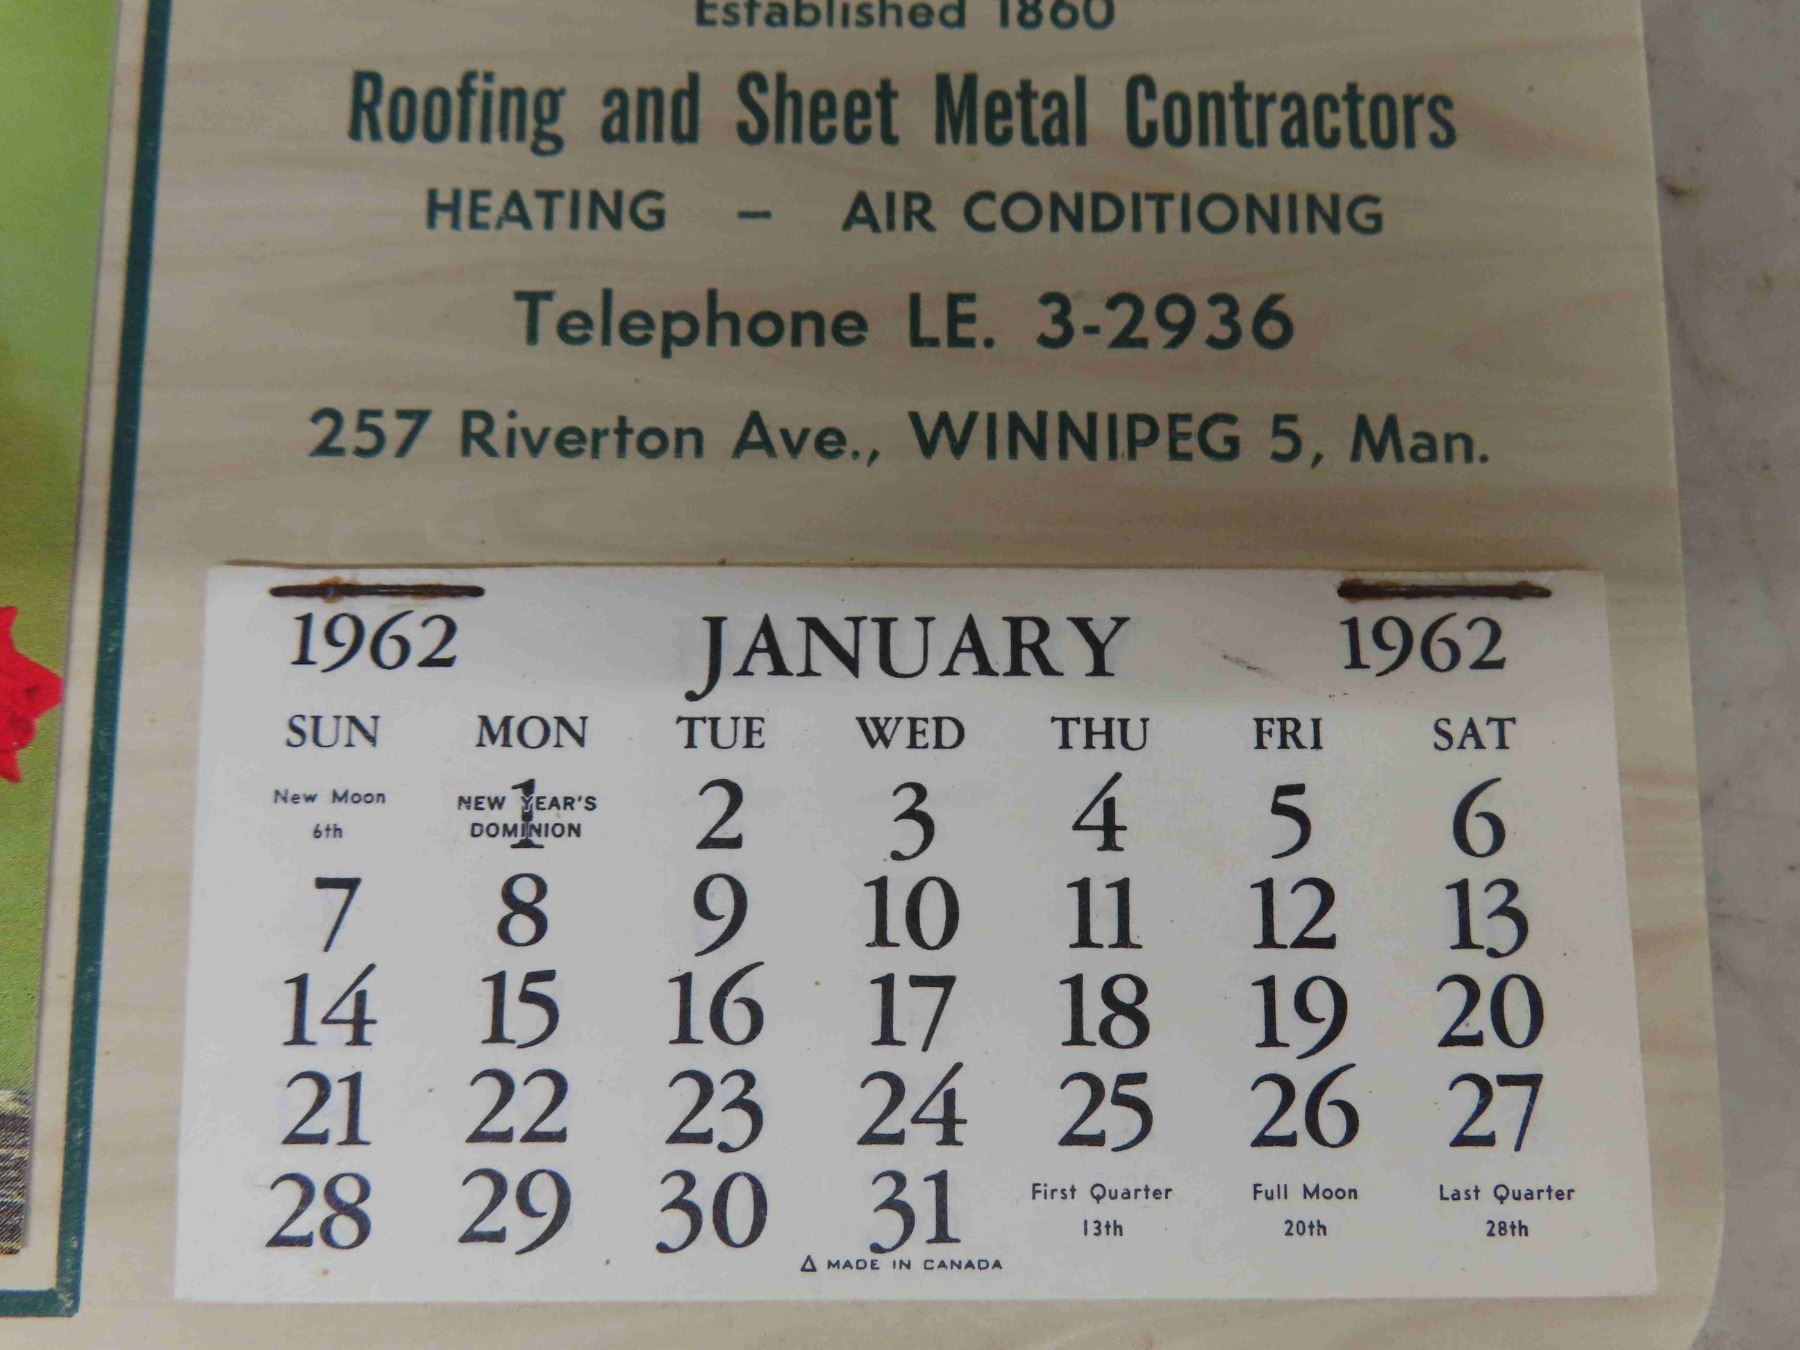 Established 1860
Roofing and Sheet Metal Contractors
HEATING – AIR CONDITIONING
Telephone LE. 3-2936
257 Riverton Ave., WINNIPEG 5, Man.
1962 JANUARY 1962
SUN MON TUE WED THU FRI SAT
New Moon 6th 1 NEW YEAR'S DOMINION 2 3 4 5 6
7 8 9 10 11 12 13
14 15 16 17 18 19 20
21 22 23 24 25 26 27
28 29 30 31 First Quarter 13th Full Moon 20th Last Quarter 28th
△ MADE IN CANADA